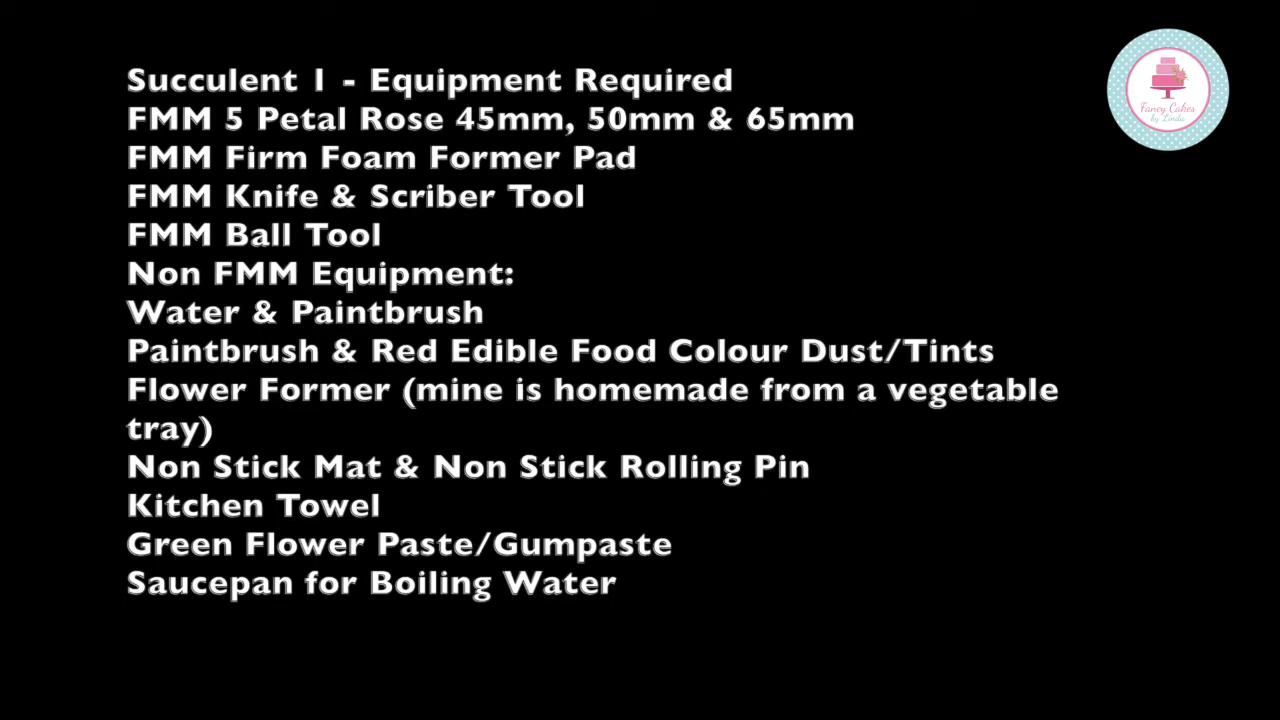 Succulent 1 - Equipment Required
FMM 5 Petal Rose 45mm, 50mm & 65mm
FMM Firm Foam Former Pad
FMM Knife & Scriber Tool
FMM Ball Tool
Non FMM Equipment:
Water & Paintbrush
Paintbrush & Red Edible Food Colour Dust/Tints
Flower Former (mine is homemade from a vegetable
tray)
Non Stick Mat & Non Stick Rolling Pin
Kitchen Towel
Green Flower Paste/Gumpaste
Saucepan for Boiling Water
Fancy Cakes
by Linda